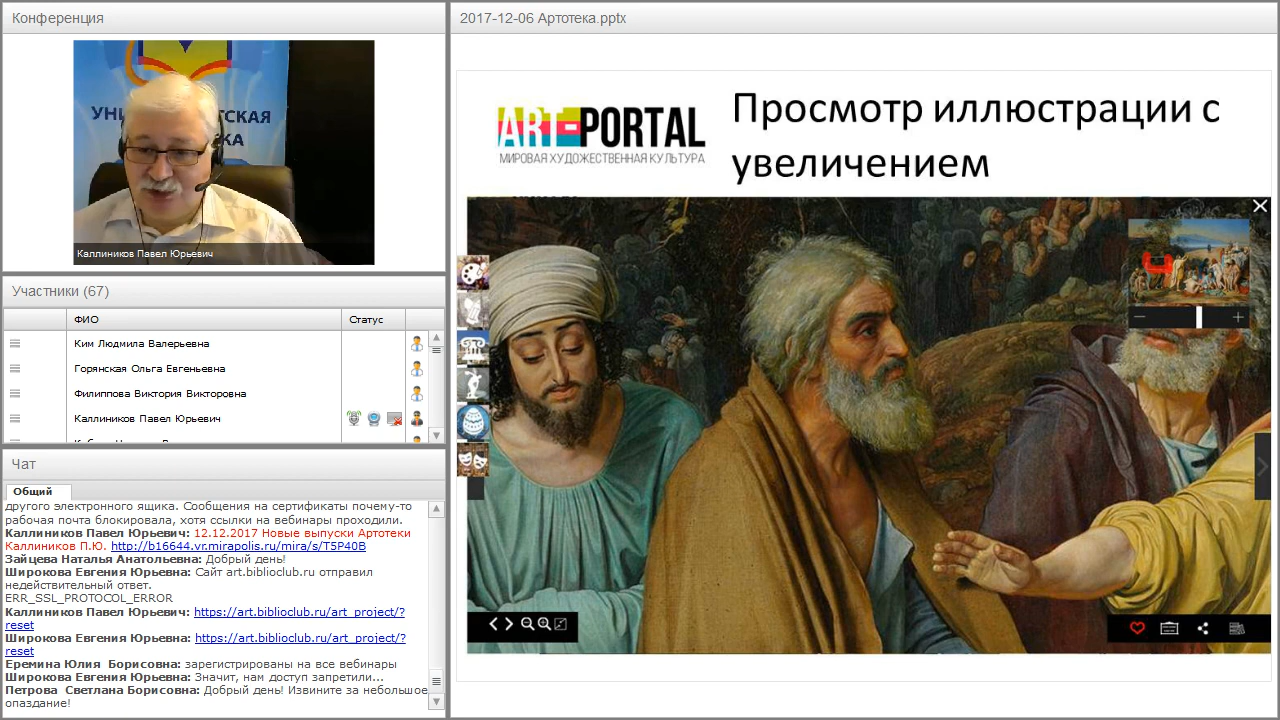 Конференция
Каллиников Павел Юрьевич
Участники (67)
ФИО
Статус
Ким Людмила Валерьевна
Горянская Ольга Евгеньевна
Филиппова Виктория Викторовна
Каллиников Павел Юрьевич
Чат
Общий
другого электронного ящика. Сообщения на сертификаты почему-то
рабочая почта блокировала, хотя ссылки на вебинары проходили.
Каллиников Павел Юрьевич: 12.12.2017 Новые выпуски Артотеки
Каллиников П.Ю. http://b16644.vr.mirapolis.ru/mira/s/T5P40B
Зайцева Наталья Анатольевна: Добрый день!
Широкова Евгения Юрьевна: Сайт art.biblioclub.ru отправил
недействительный ответ.
ERR_SSL_PROTOCOL_ERROR
Каллиников Павел Юрьевич: https://art.biblioclub.ru/art_project/?
reset
Широкова Евгения Юрьевна: https://art.biblioclub.ru/art_project/?
reset
Еремина Юлия Борисовна: зарегистрированы на все вебинары
Широкова Евгения Юрьевна: Значит, нам доступ запретили...
Петрова Светлана Борисовна: Добрый день! Извините за небольшое
опаздание!
2017-12-06 Артотека.pptx
ART-PORTAL
МИРОВАЯ ХУДОЖЕСТВЕННАЯ КУЛЬТУРА
Просмотр иллюстрации с
увеличением